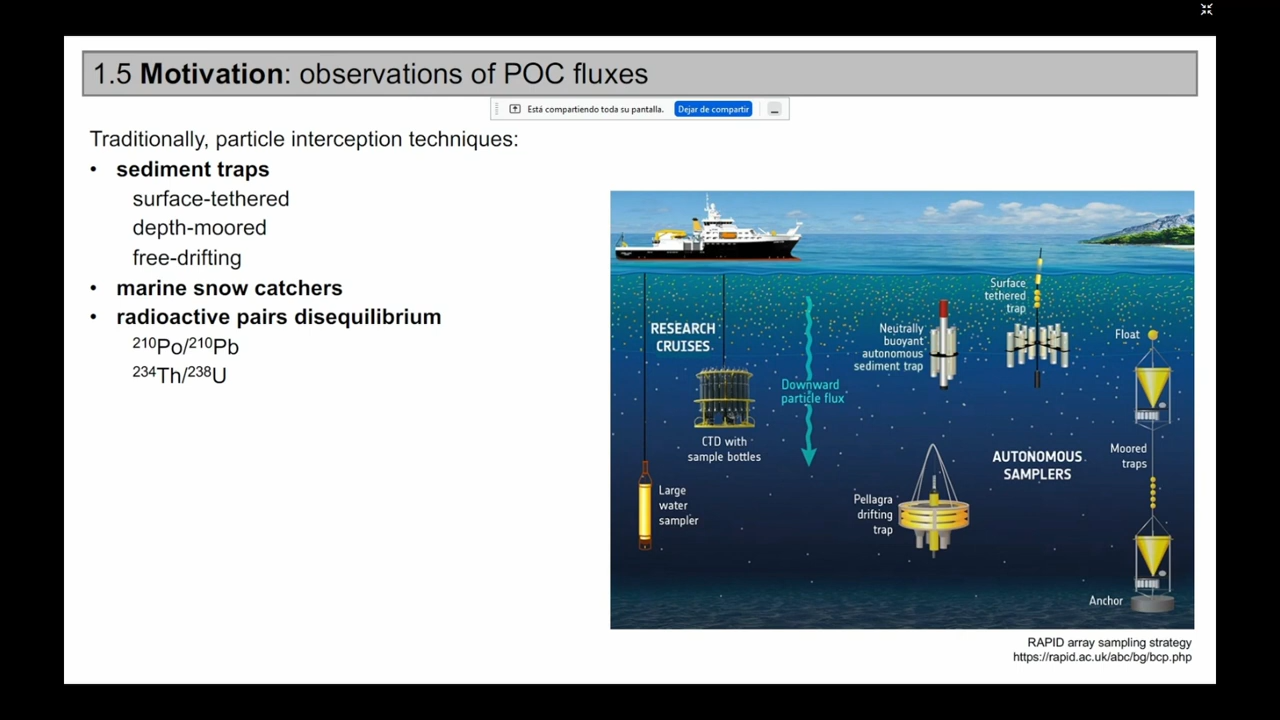 1.5 Motivation: observations of POC fluxes
Está compartiendo toda su pantalla. Dejar de compartir
Traditionally, particle interception techniques:
• sediment traps
surface-tethered
depth-moored
free-drifting
• marine snow catchers
• radioactive pairs disequilibrium
²¹⁰Po/²¹⁰Pb
²³⁴Th/²³⁸U
RESEARCH
CRUISES
CTD with
sample bottles
Large
water
sampler
Downward
particle flux
Neutrally
buoyant
autonomous
sediment trap
Surface
tethered
trap
Pellagra
drifting
trap
AUTONOMOUS
SAMPLERS
Float
Moored
traps
Anchor
RAPID array sampling strategy
https://rapid.ac.uk/abc/bg/bcp.php